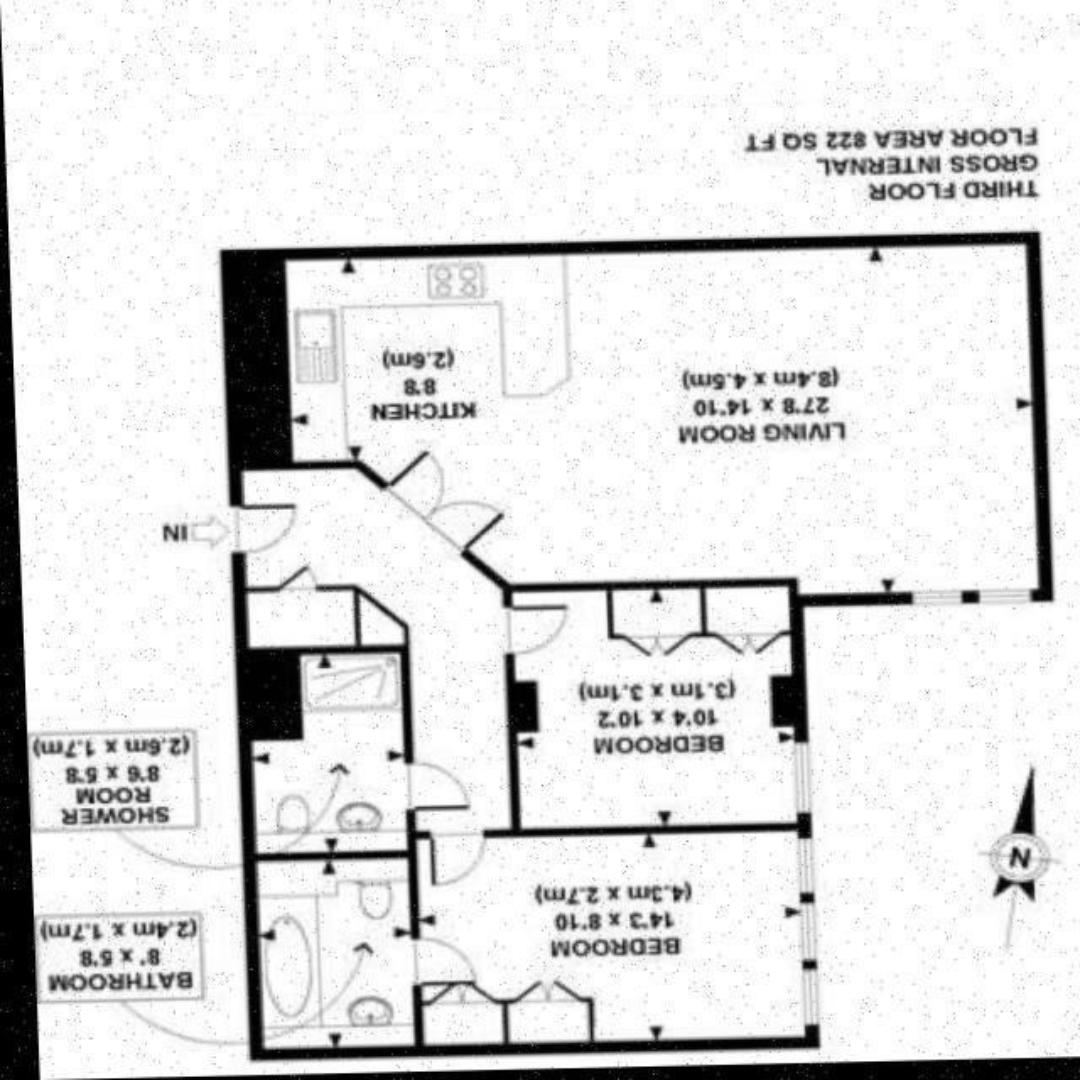 BATHROOM
8' x 5'8
(2.4m x 1.7m)
BEDROOM
14'3 x 8'10
(4.3m x 2.7m)
N
SHOWER
ROOM
8'6 x 5'8
(2.6m x 1.7m)
BEDROOM
10'4 x 10'2
(3.1m x 3.1m)
IN
LIVING ROOM
27'8 x 14'10
(8.4m x 4.5m)
KITCHEN
8'8
(2.6m)
THIRD FLOOR
GROSS INTERNAL
FLOOR AREA 822 SQ FT